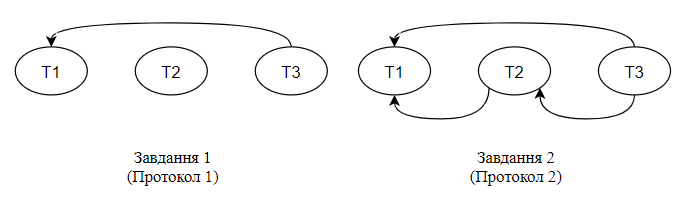 T1 T2 T3 T1 T2 T3
Завдання 1
(Протокол 1)
Завдання 2
(Протокол 2)